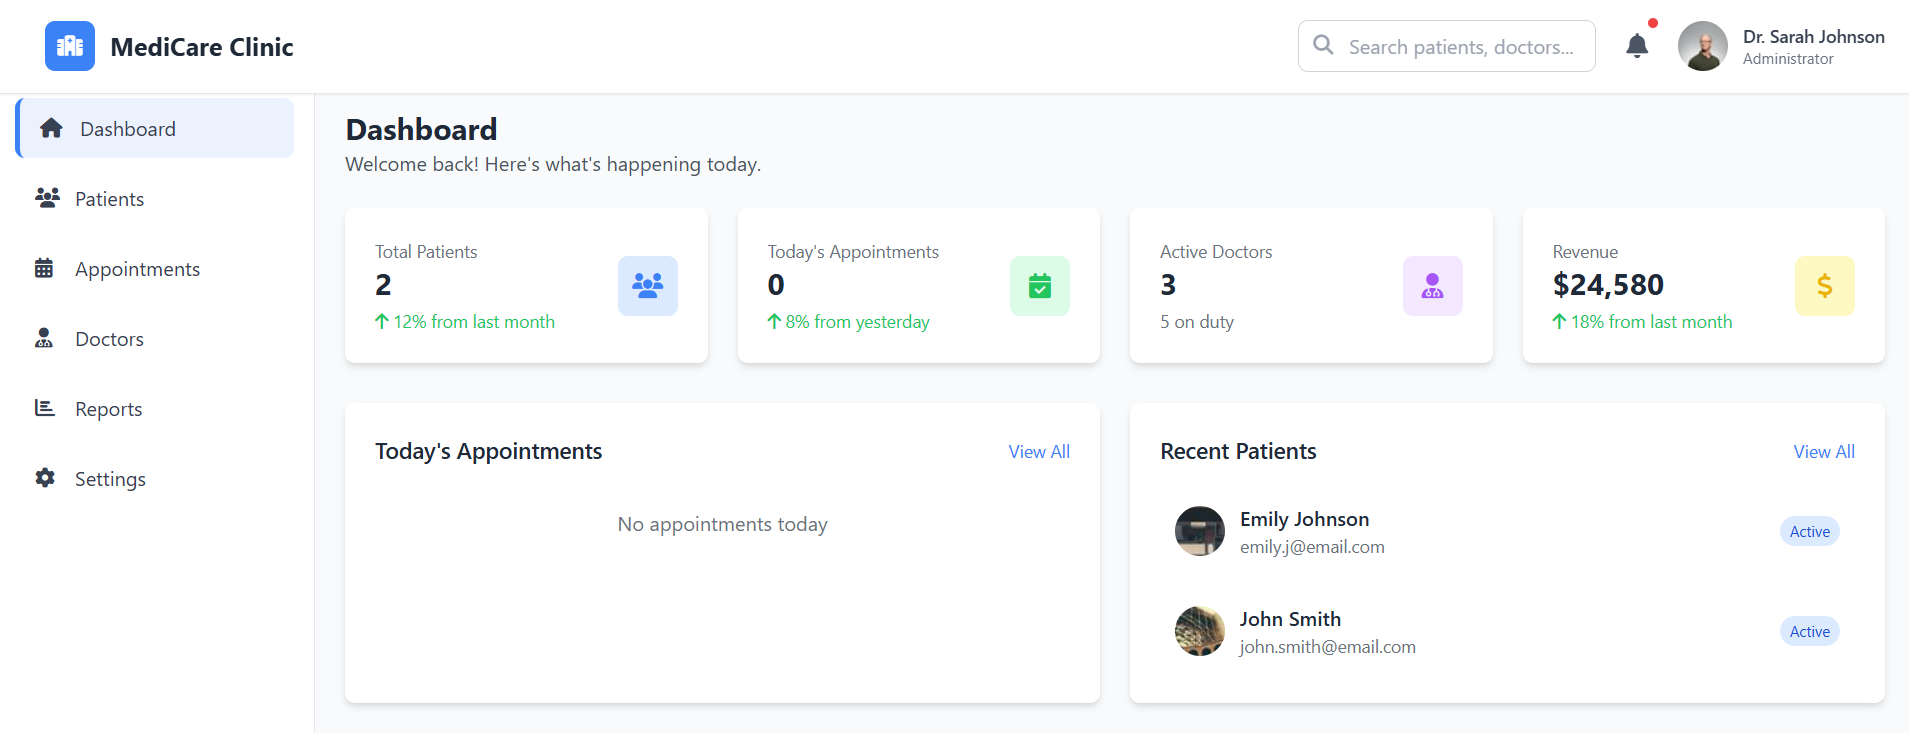 MediCare Clinic
Search patients, doctors...
Dr. Sarah Johnson
Administrator
Dashboard
Patients
Appointments
Doctors
Reports
Settings
Dashboard
Welcome back! Here's what's happening today.
Total Patients
2
12% from last month
Today's Appointments
0
8% from yesterday
Active Doctors
3
5 on duty
Revenue
$24,580
18% from last month
Today's Appointments
View All
No appointments today
Recent Patients
View All
Emily Johnson
emily.j@email.com
Active
John Smith
john.smith@email.com
Active